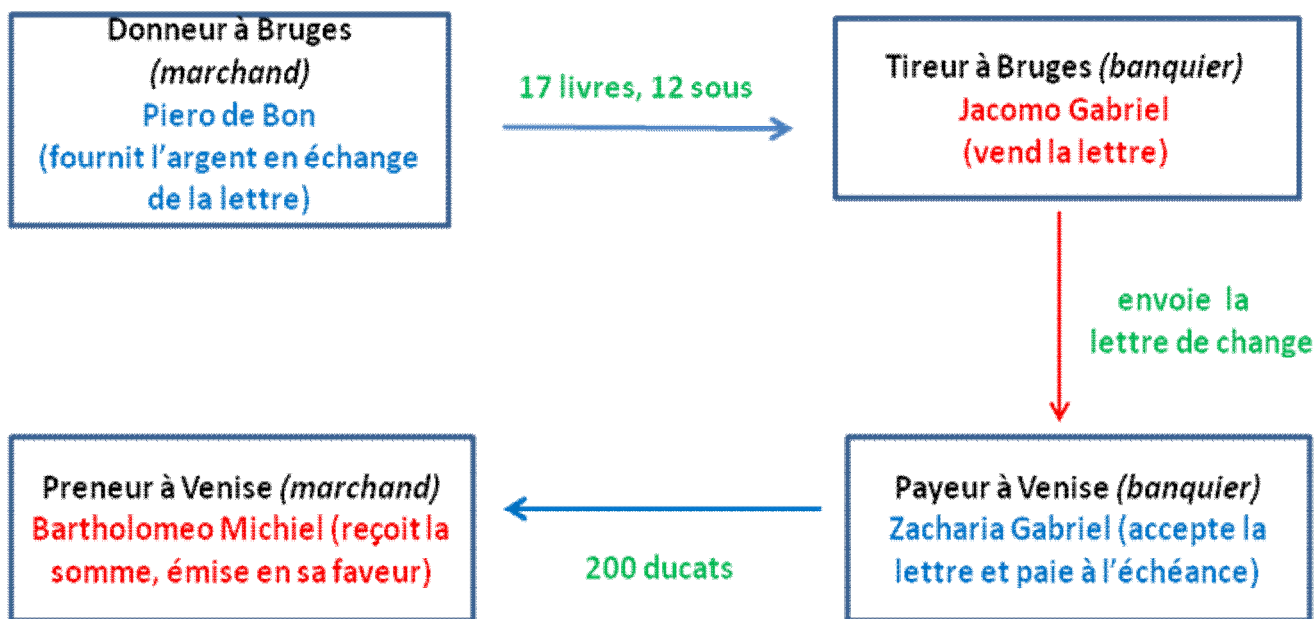 Donneur à Bruges
(marchand)
Piero de Bon
(fournit l'argent en échange
de la lettre)
17 livres, 12 sous
Tireur à Bruges (banquier)
Jacomo Gabriel
(vend la lettre)
envoie la
lettre de change
Preneur à Venise (marchand)
Bartholomeo Michiel (reçoit la
somme, émise en sa faveur)
200 ducats
Payeur à Venise (banquier)
Zacharia Gabriel (accepte la
lettre et paie à l'échéance)